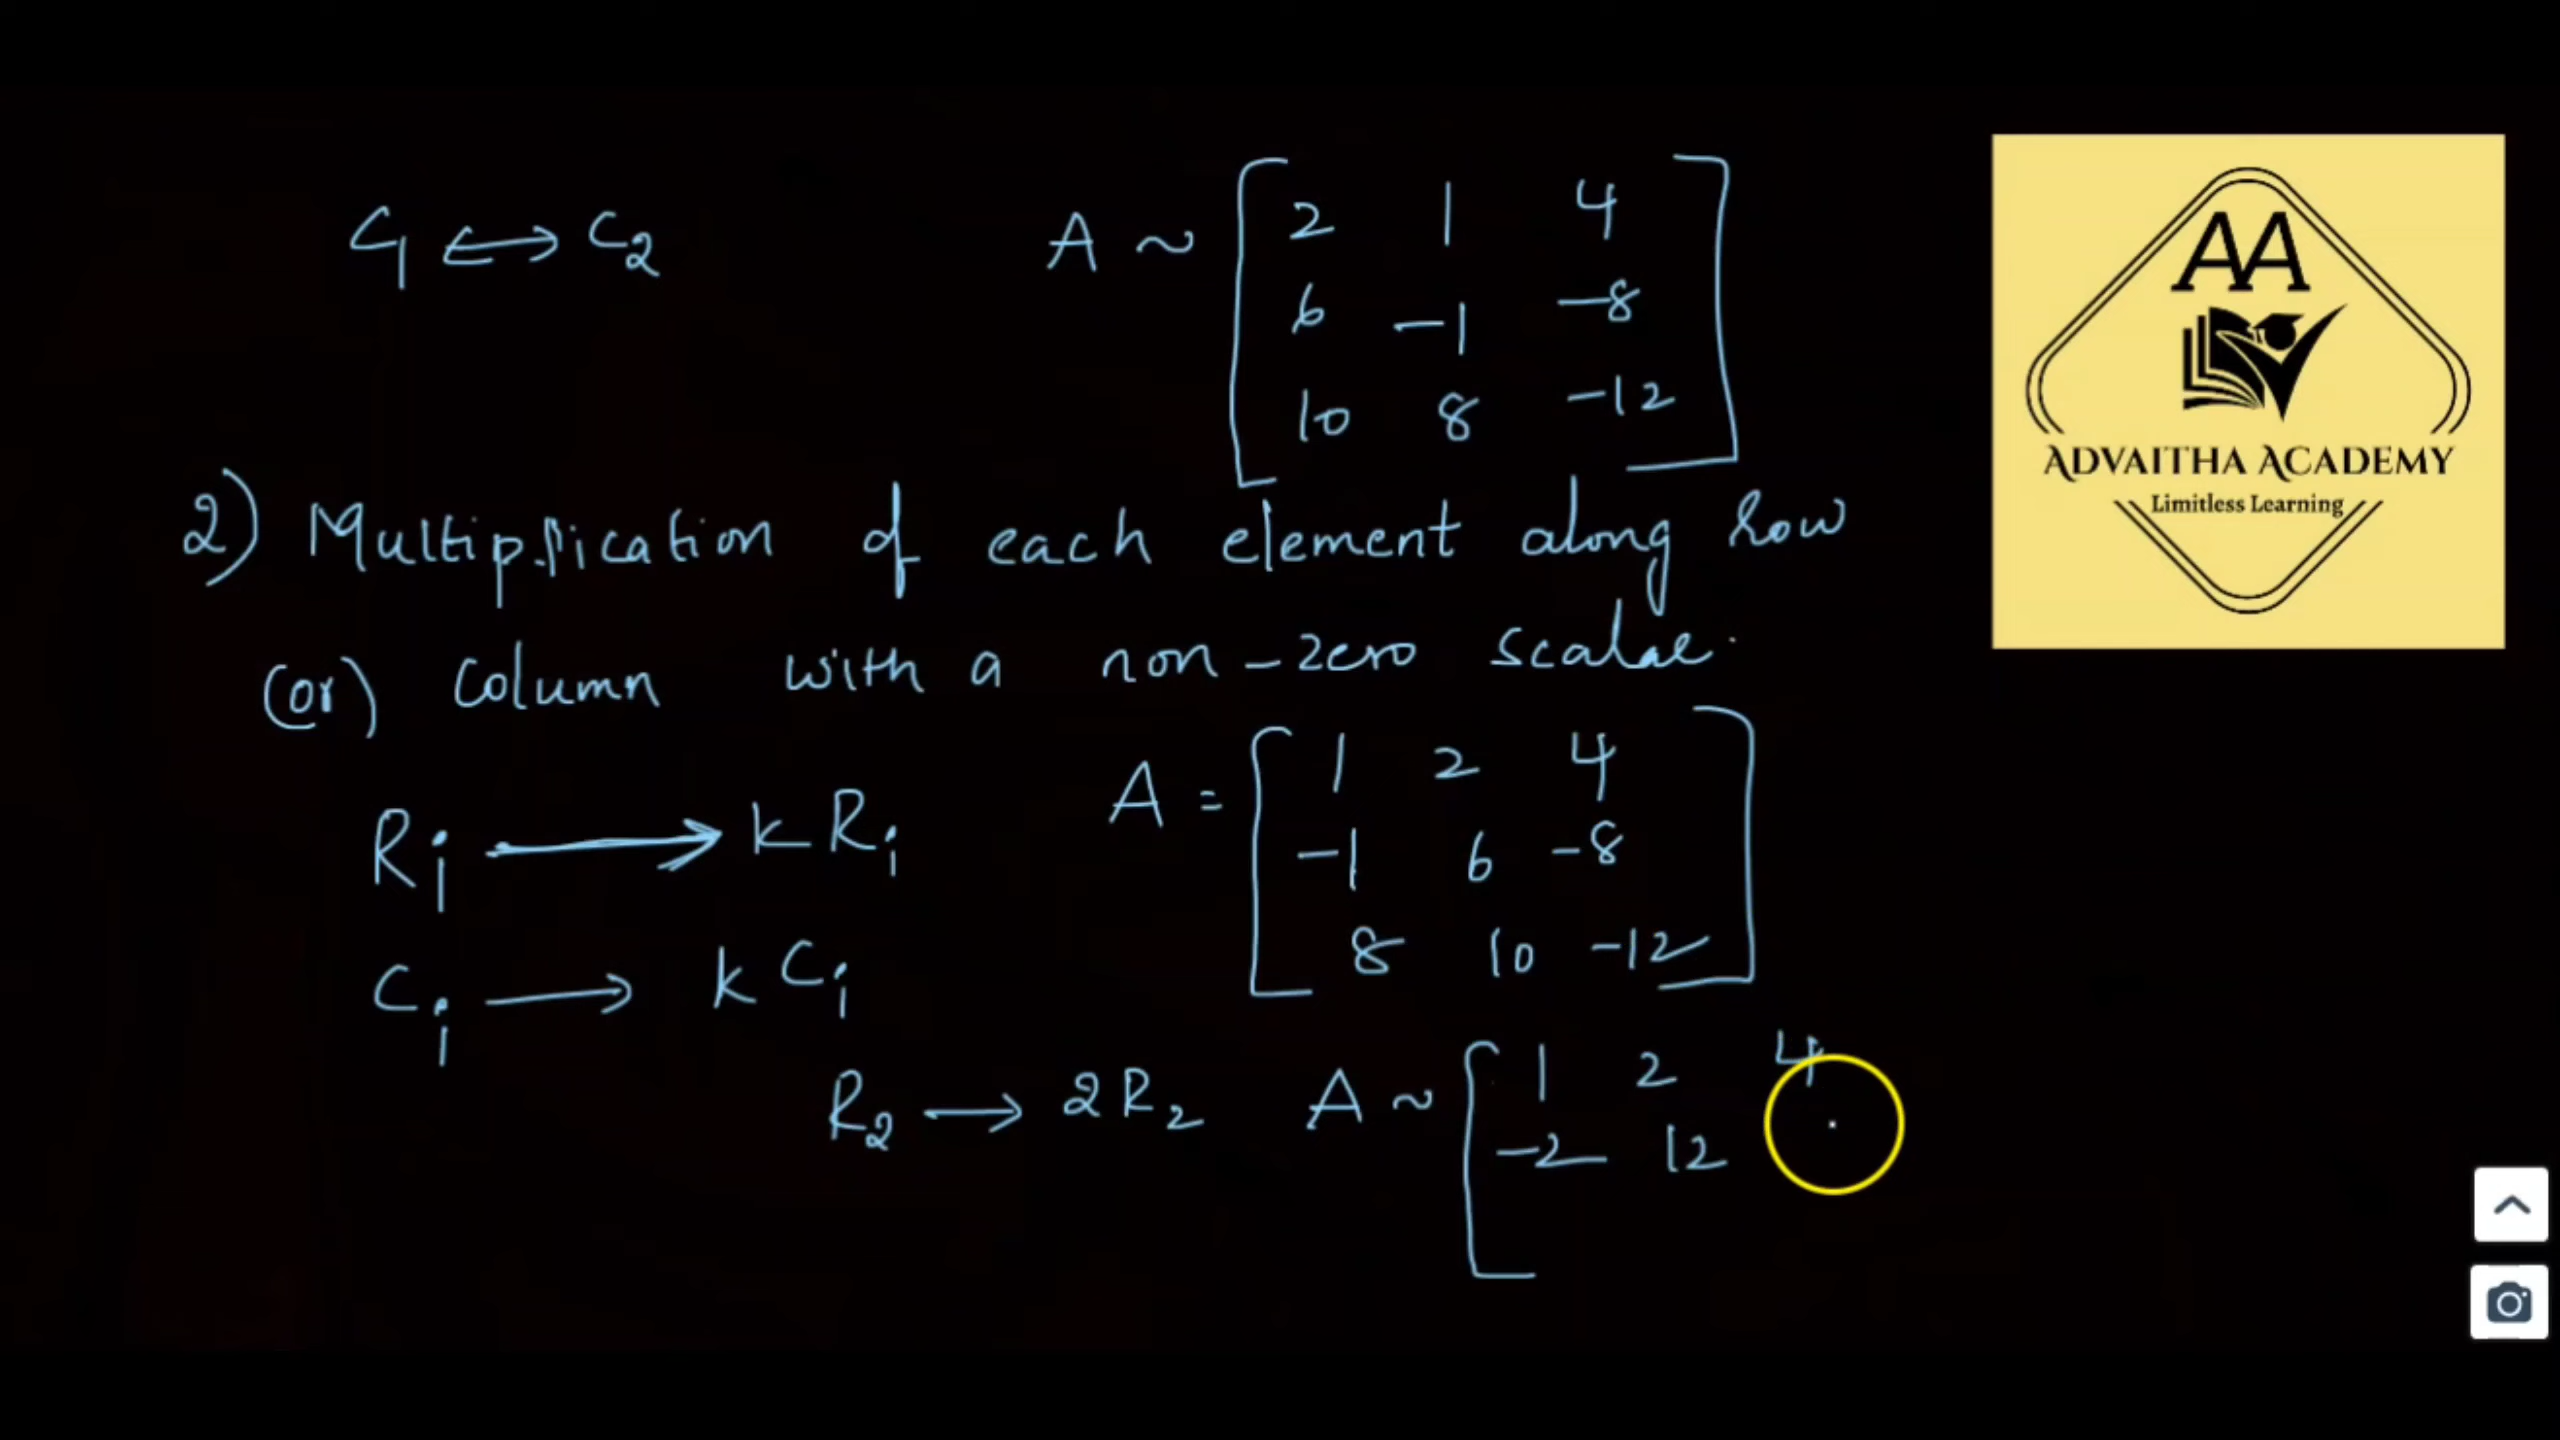 C1 ↔ C2 A ~ [2 1 4
6 -1 -8
10 8 -12]
2) Multiplication of each element along row
(or) column with a non-zero scalar.
Ri → k Ri A = [1 2 4
-1 6 -8
8 10 -12]
Ci → k Ci
R2 → 2R2 A ~ [1 2 4
-2 12
AA
ADVAITHA ACADEMY
Limitless Learning